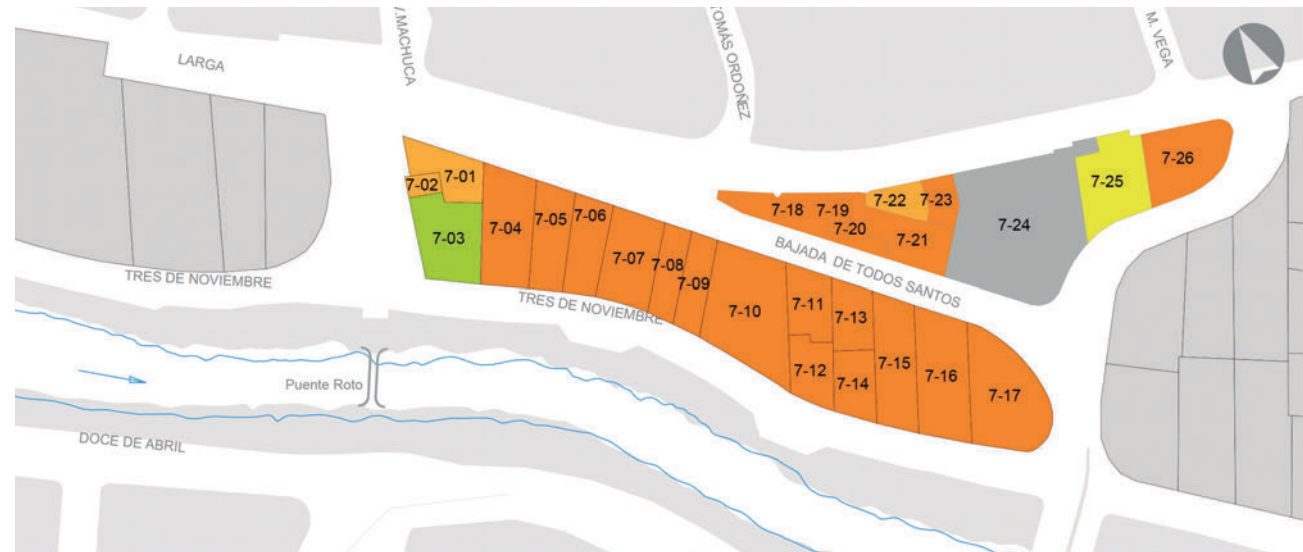 LARGA
V.MACHUCA
TOMÁS ORDOÑEZ
M. VEGA
7-01
7-02
7-03
7-04
7-05
7-06
7-07
7-08
7-09
7-10
7-11
7-12
7-13
7-14
7-15
7-16
7-17
7-18
7-19
7-20
7-21
7-22
7-23
7-24
7-25
7-26
BAJADA DE TODOS SANTOS
TRES DE NOVIEMBRE
TRES DE NOVIEMBRE
Puente Roto
DOCE DE ABRIL